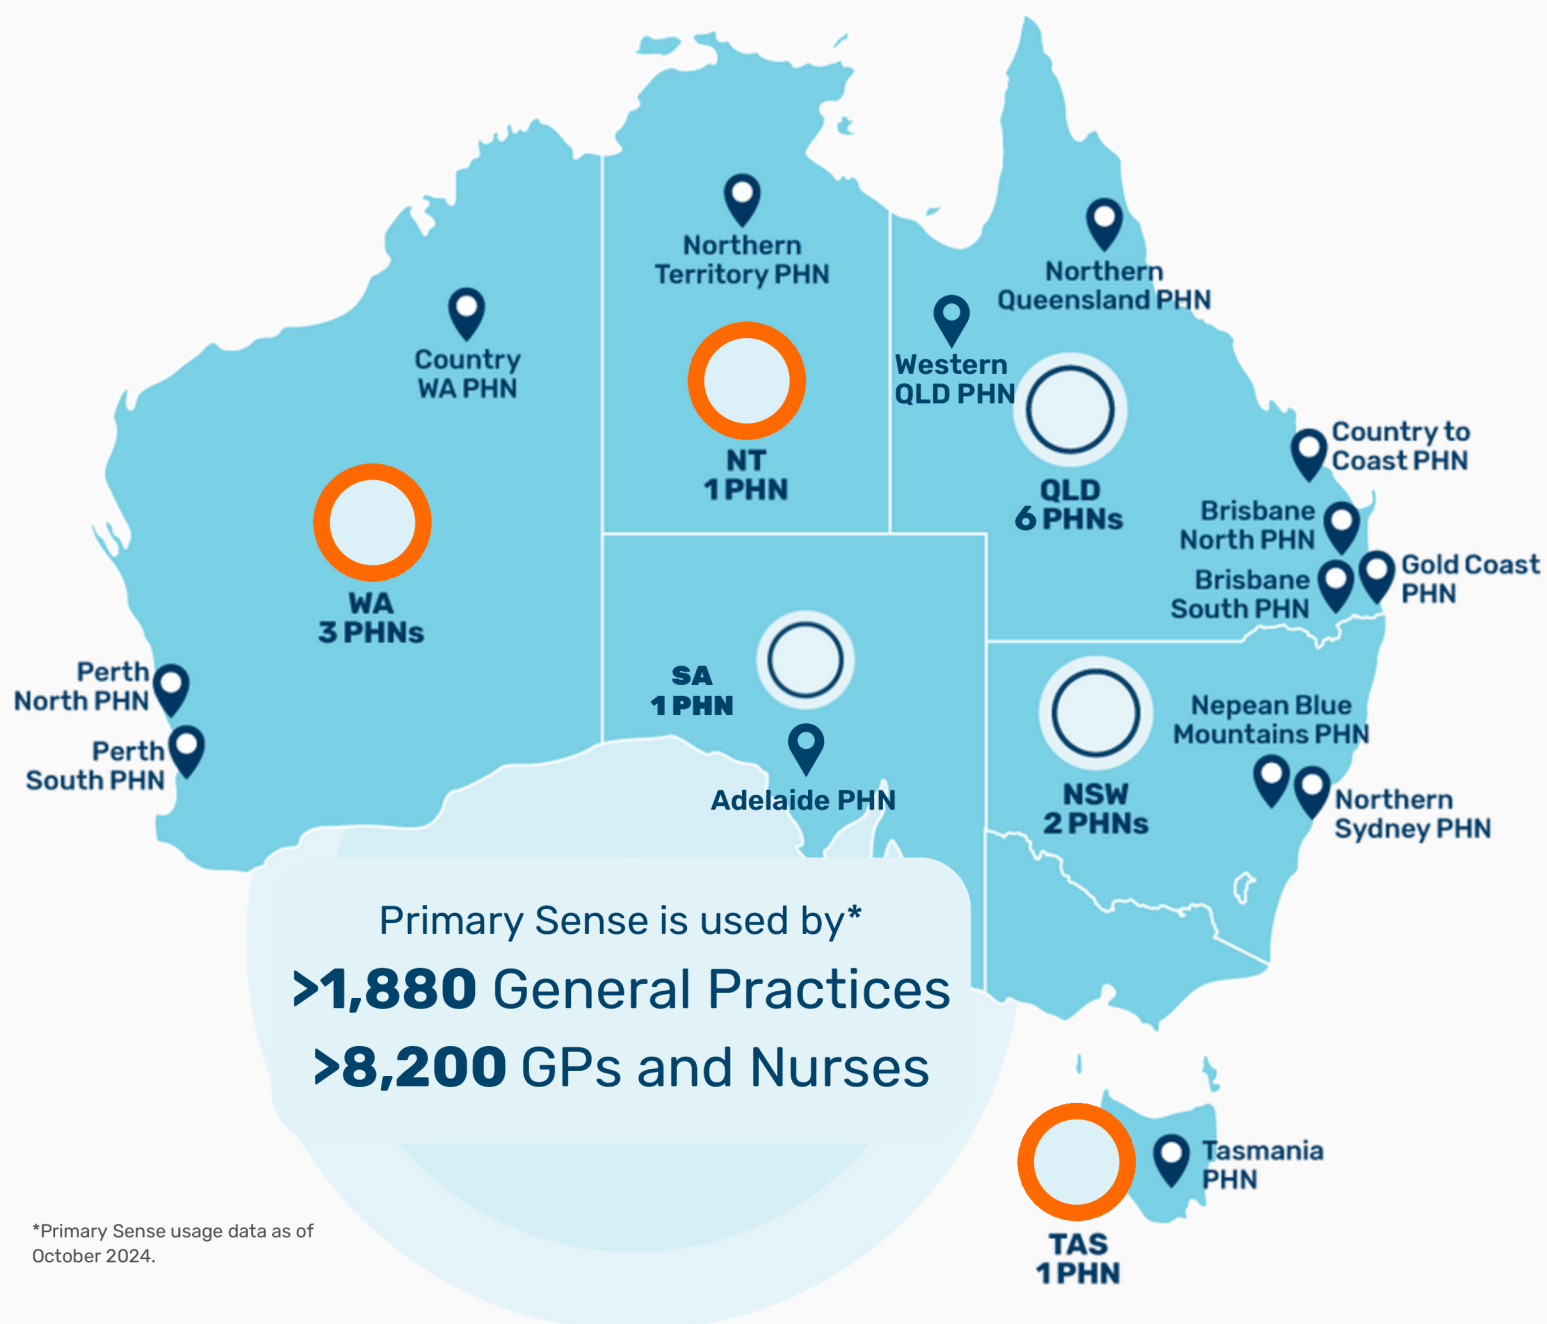 Northern
Territory PHN
Northern
Queensland PHN
Country
WA PHN
Western
QLD PHN
NT
1 PHN
QLD
6 PHNs
Country to
Coast PHN
Brisbane
North PHN
Gold Coast
PHN
Brisbane
South PHN
WA
3 PHNs
SA
1 PHN
Perth
North PHN
Perth
South PHN
Adelaide PHN
Nepean Blue
Mountains PHN
NSW
2 PHNs
Northern
Sydney PHN
Primary Sense is used by*
>1,880 General Practices
>8,200 GPs and Nurses
Tasmania
PHN
TAS
1 PHN
*Primary Sense usage data as of
October 2024.